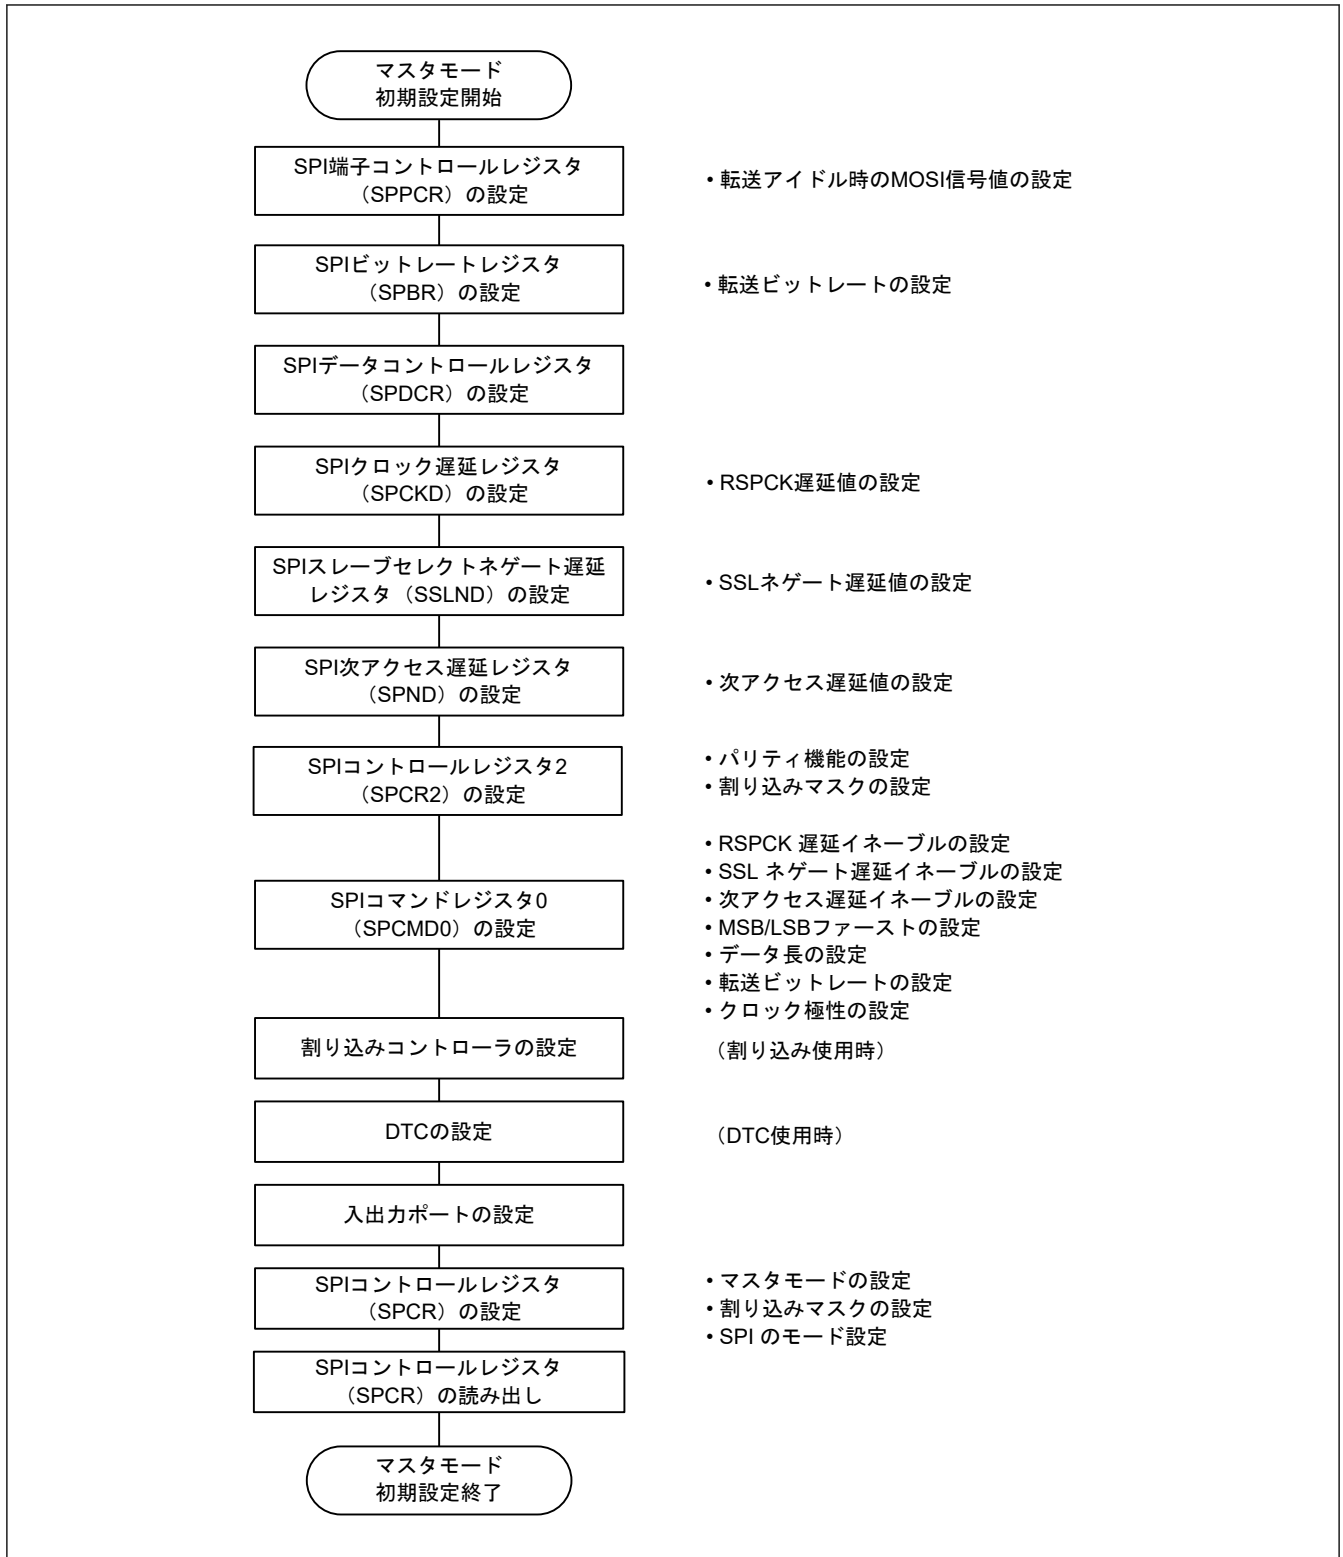 マスタモード
初期設定開始
SPI端子コントロールレジスタ
（SPPCR）の設定
• 転送アイドル時のMOSI信号値の設定
SPIビットレートレジスタ
（SPBR）の設定
• 転送ビットレートの設定
SPIデータコントロールレジスタ
（SPDCR）の設定
SPIクロック遅延レジスタ
（SPCKD）の設定
• RSPCK遅延値の設定
SPIスレーブセレクトネゲート遅延
レジスタ（SSLND）の設定
• SSLネゲート遅延値の設定
SPI次アクセス遅延レジスタ
（SPND）の設定
• 次アクセス遅延値の設定
SPIコントロールレジスタ2
（SPCR2）の設定
• パリティ機能の設定
• 割り込みマスクの設定
SPIコマンドレジスタ0
（SPCMD0）の設定
• RSPCK 遅延イネーブルの設定
• SSL ネゲート遅延イネーブルの設定
• 次アクセス遅延イネーブルの設定
• MSB/LSBファーストの設定
• データ長の設定
• 転送ビットレートの設定
• クロック極性の設定
割り込みコントローラの設定
（割り込み使用時）
DTCの設定
（DTC使用時）
入出力ポートの設定
SPIコントロールレジスタ
（SPCR）の設定
• マスタモードの設定
• 割り込みマスクの設定
• SPI のモード設定
SPIコントロールレジスタ
（SPCR）の読み出し
マスタモード
初期設定終了